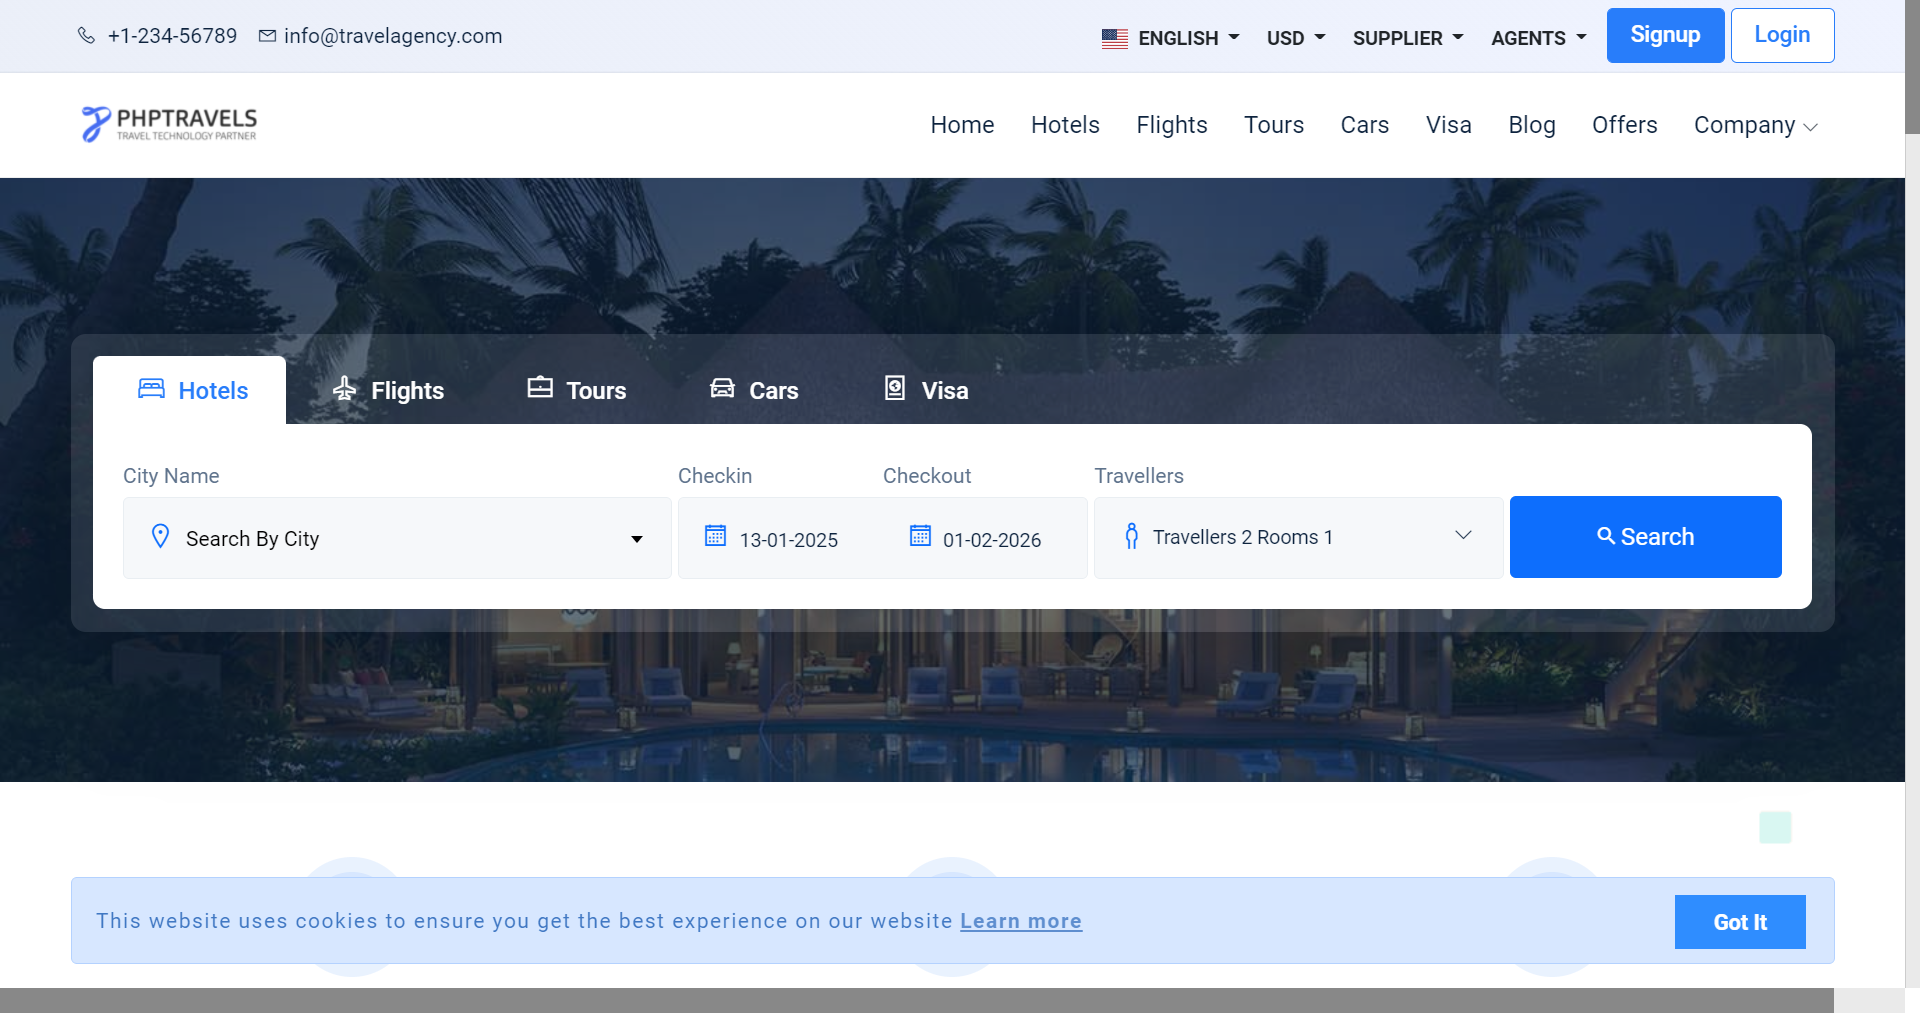 +1-234-56789 info@travelagency.com ENGLISH USD SUPPLIER AGENTS Signup Login
PHPTRAVELS
TRAVEL TECHNOLOGY PARTNER
Home Hotels Flights Tours Cars Visa Blog Offers Company
Hotels Flights Tours Cars Visa
City Name Checkin Checkout Travellers
Search By City 13-01-2025 01-02-2026 Travellers 2 Rooms 1 Search
This website uses cookies to ensure you get the best experience on our website Learn more Got It